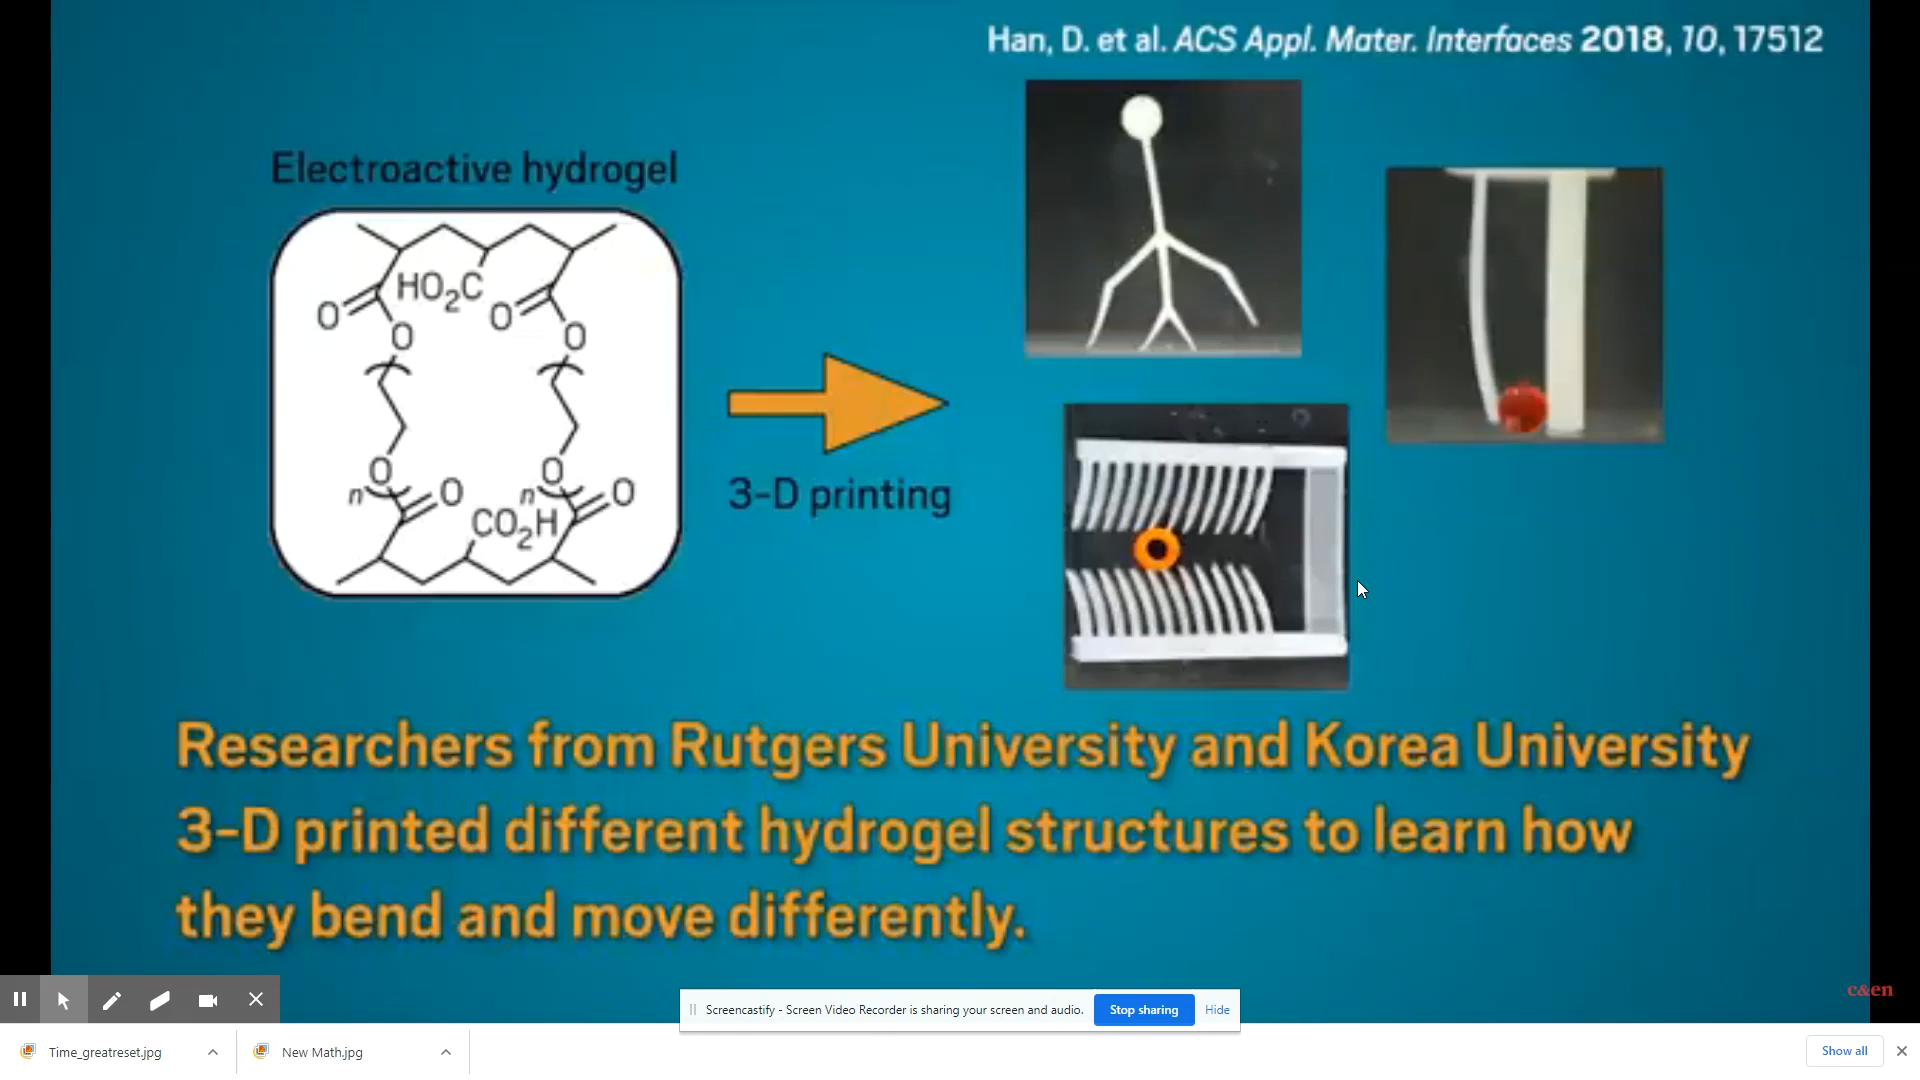 Han, D. et al. ACS Appl. Mater. Interfaces 2018, 10, 17512
Electroactive hydrogel
HO2C
O
O
O
O
O
O
n
O
n
O
CO2H
3-D printing
Researchers from Rutgers University and Korea University
3-D printed different hydrogel structures to learn how
they bend and move differently.
c&en
|| Screencastify - Screen Video Recorder is sharing your screen and audio.
Stop sharing
Hide
Time_greatreset.jpg
New Math.jpg
Show all